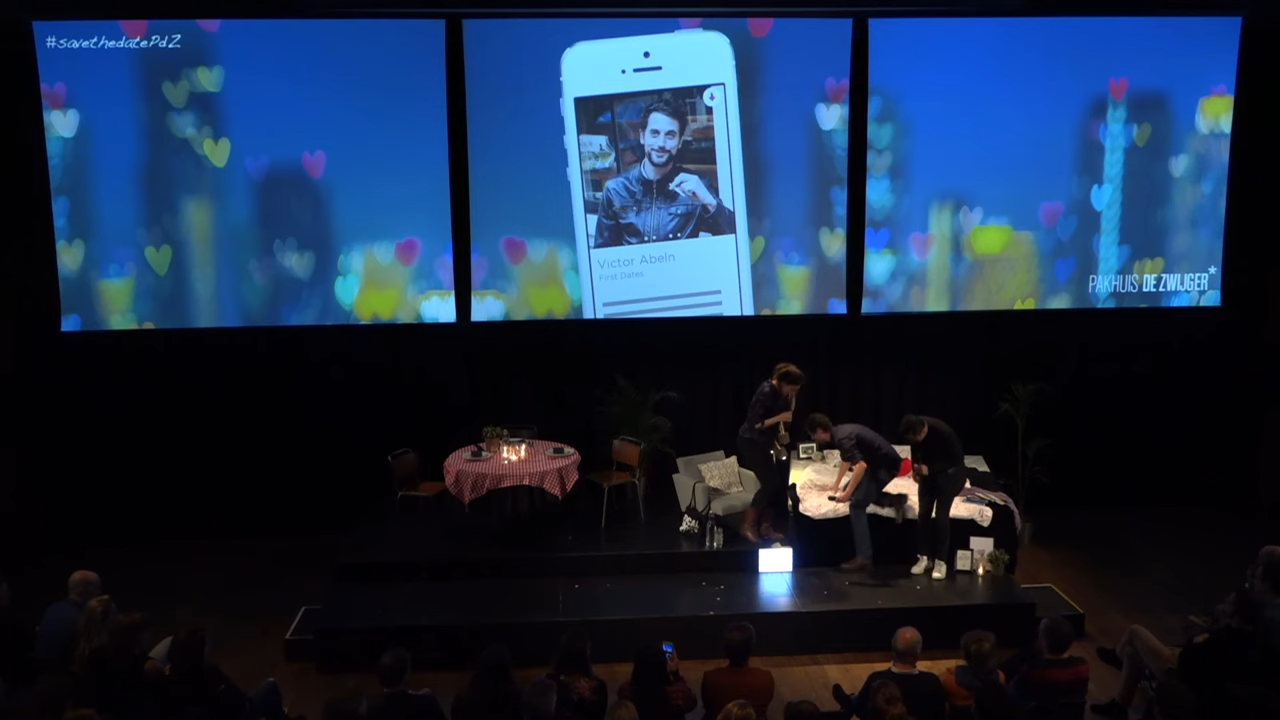 #savethedatePdZ
Victor Abeln
First Dates
PAKHUIS DE ZWIJGER*